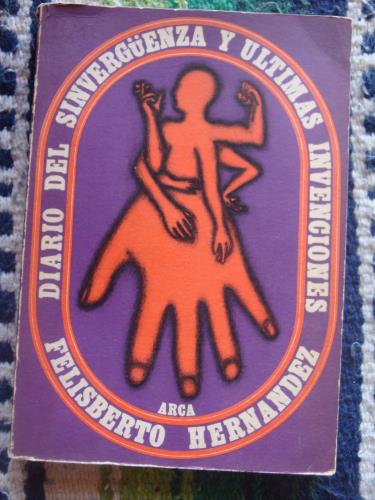 DIARIO DEL SINVERGÜENZA Y ULTIMAS INVENCIONES
ARCA
FELISBERTO HERNANDEZ